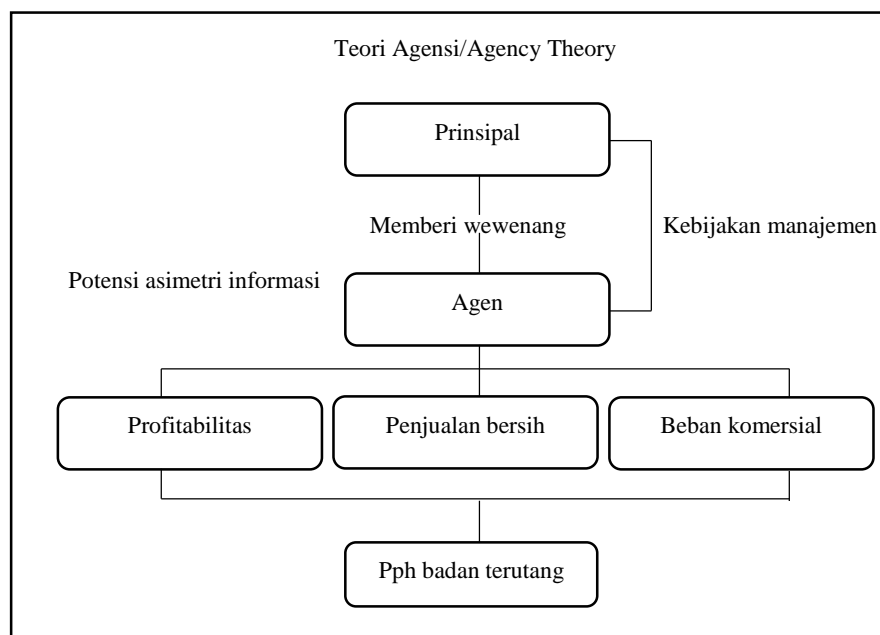 Teori Agensi/Agency Theory
Prinsipal
Memberi wewenang
Kebijakan manajemen
Potensi asimetri informasi
Agen
Profitabilitas
Penjualan bersih
Beban komersial
Pph badan terutang